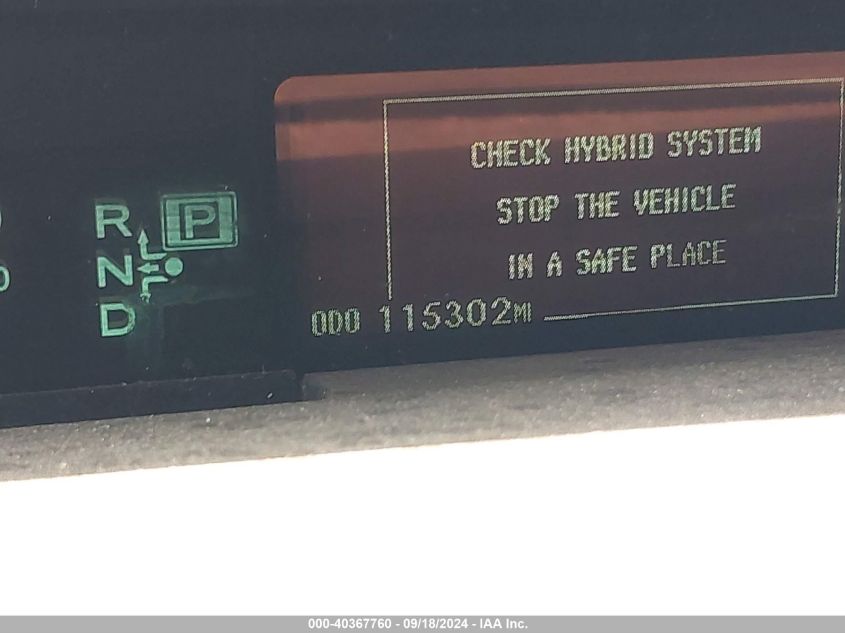 CHECK HYBRID SYSTEM
STOP THE VEHICLE
IN A SAFE PLACE
R P
N
D
ODO 115302MI
000-40367760 - 09/18/2024 - IAA Inc.